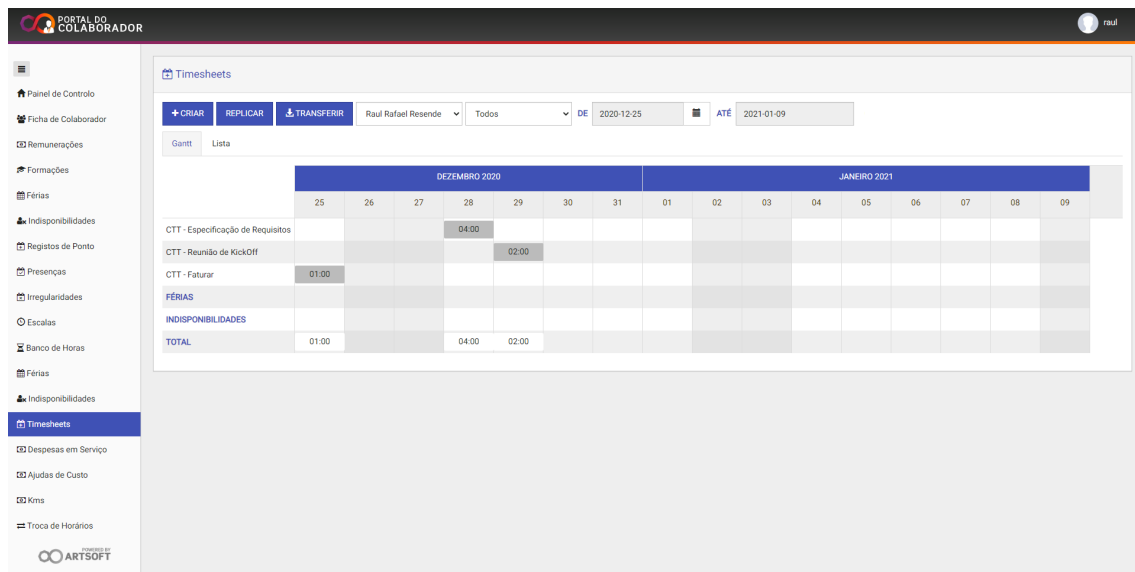 PORTAL DO
COLABORADOR
raul
Painel de Controlo
Ficha de Colaborador
Remunerações
Formações
Férias
Indisponibilidades
Registos de Ponto
Presenças
Irregularidades
Escalas
Banco de Horas
Férias
Indisponibilidades
Timesheets
Despesas em Serviço
Ajudas de Custo
Kms
Troca de Horários
POWERED BY
ARTSOFT
Timesheets
+ CRIAR REPLICAR TRANSFERIR Raul Rafael Resende Todos DE 2020-12-25 ATÉ 2021-01-09
Gantt Lista
DEZEMBRO 2020 JANEIRO 2021
25 26 27 28 29 30 31 01 02 03 04 05 06 07 08 09
CTT - Especificação de Requisitos 04:00
CTT - Reunião de KickOff 02:00
CTT - Faturar 01:00
FÉRIAS
INDISPONIBILIDADES
TOTAL 01:00 04:00 02:00